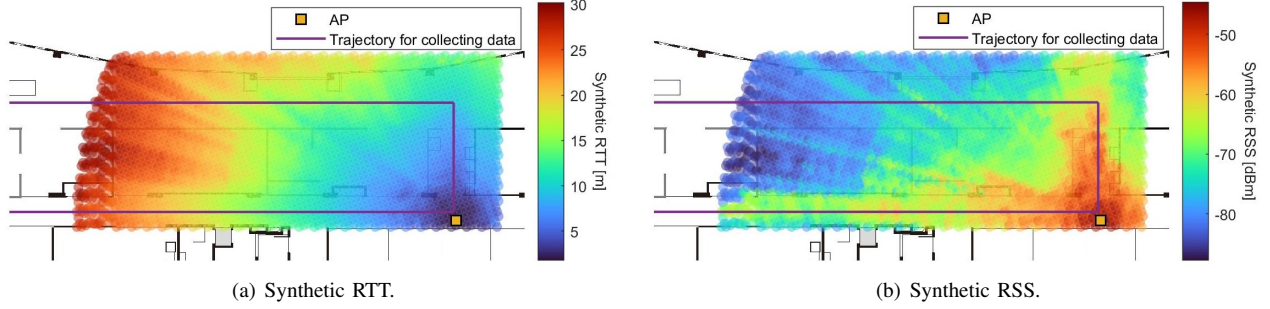 AP
Trajectory for collecting data
30
25
20
15
10
5
Synthetic RTT [m]
(a) Synthetic RTT.
AP
Trajectory for collecting data
-50
-60
-70
-80
Synthetic RSS [dBm]
(b) Synthetic RSS.